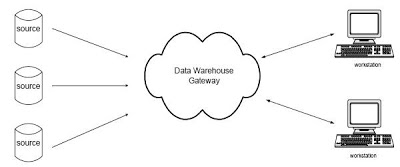 source
source
source
Data Warehouse
Gateway
workstation
workstation